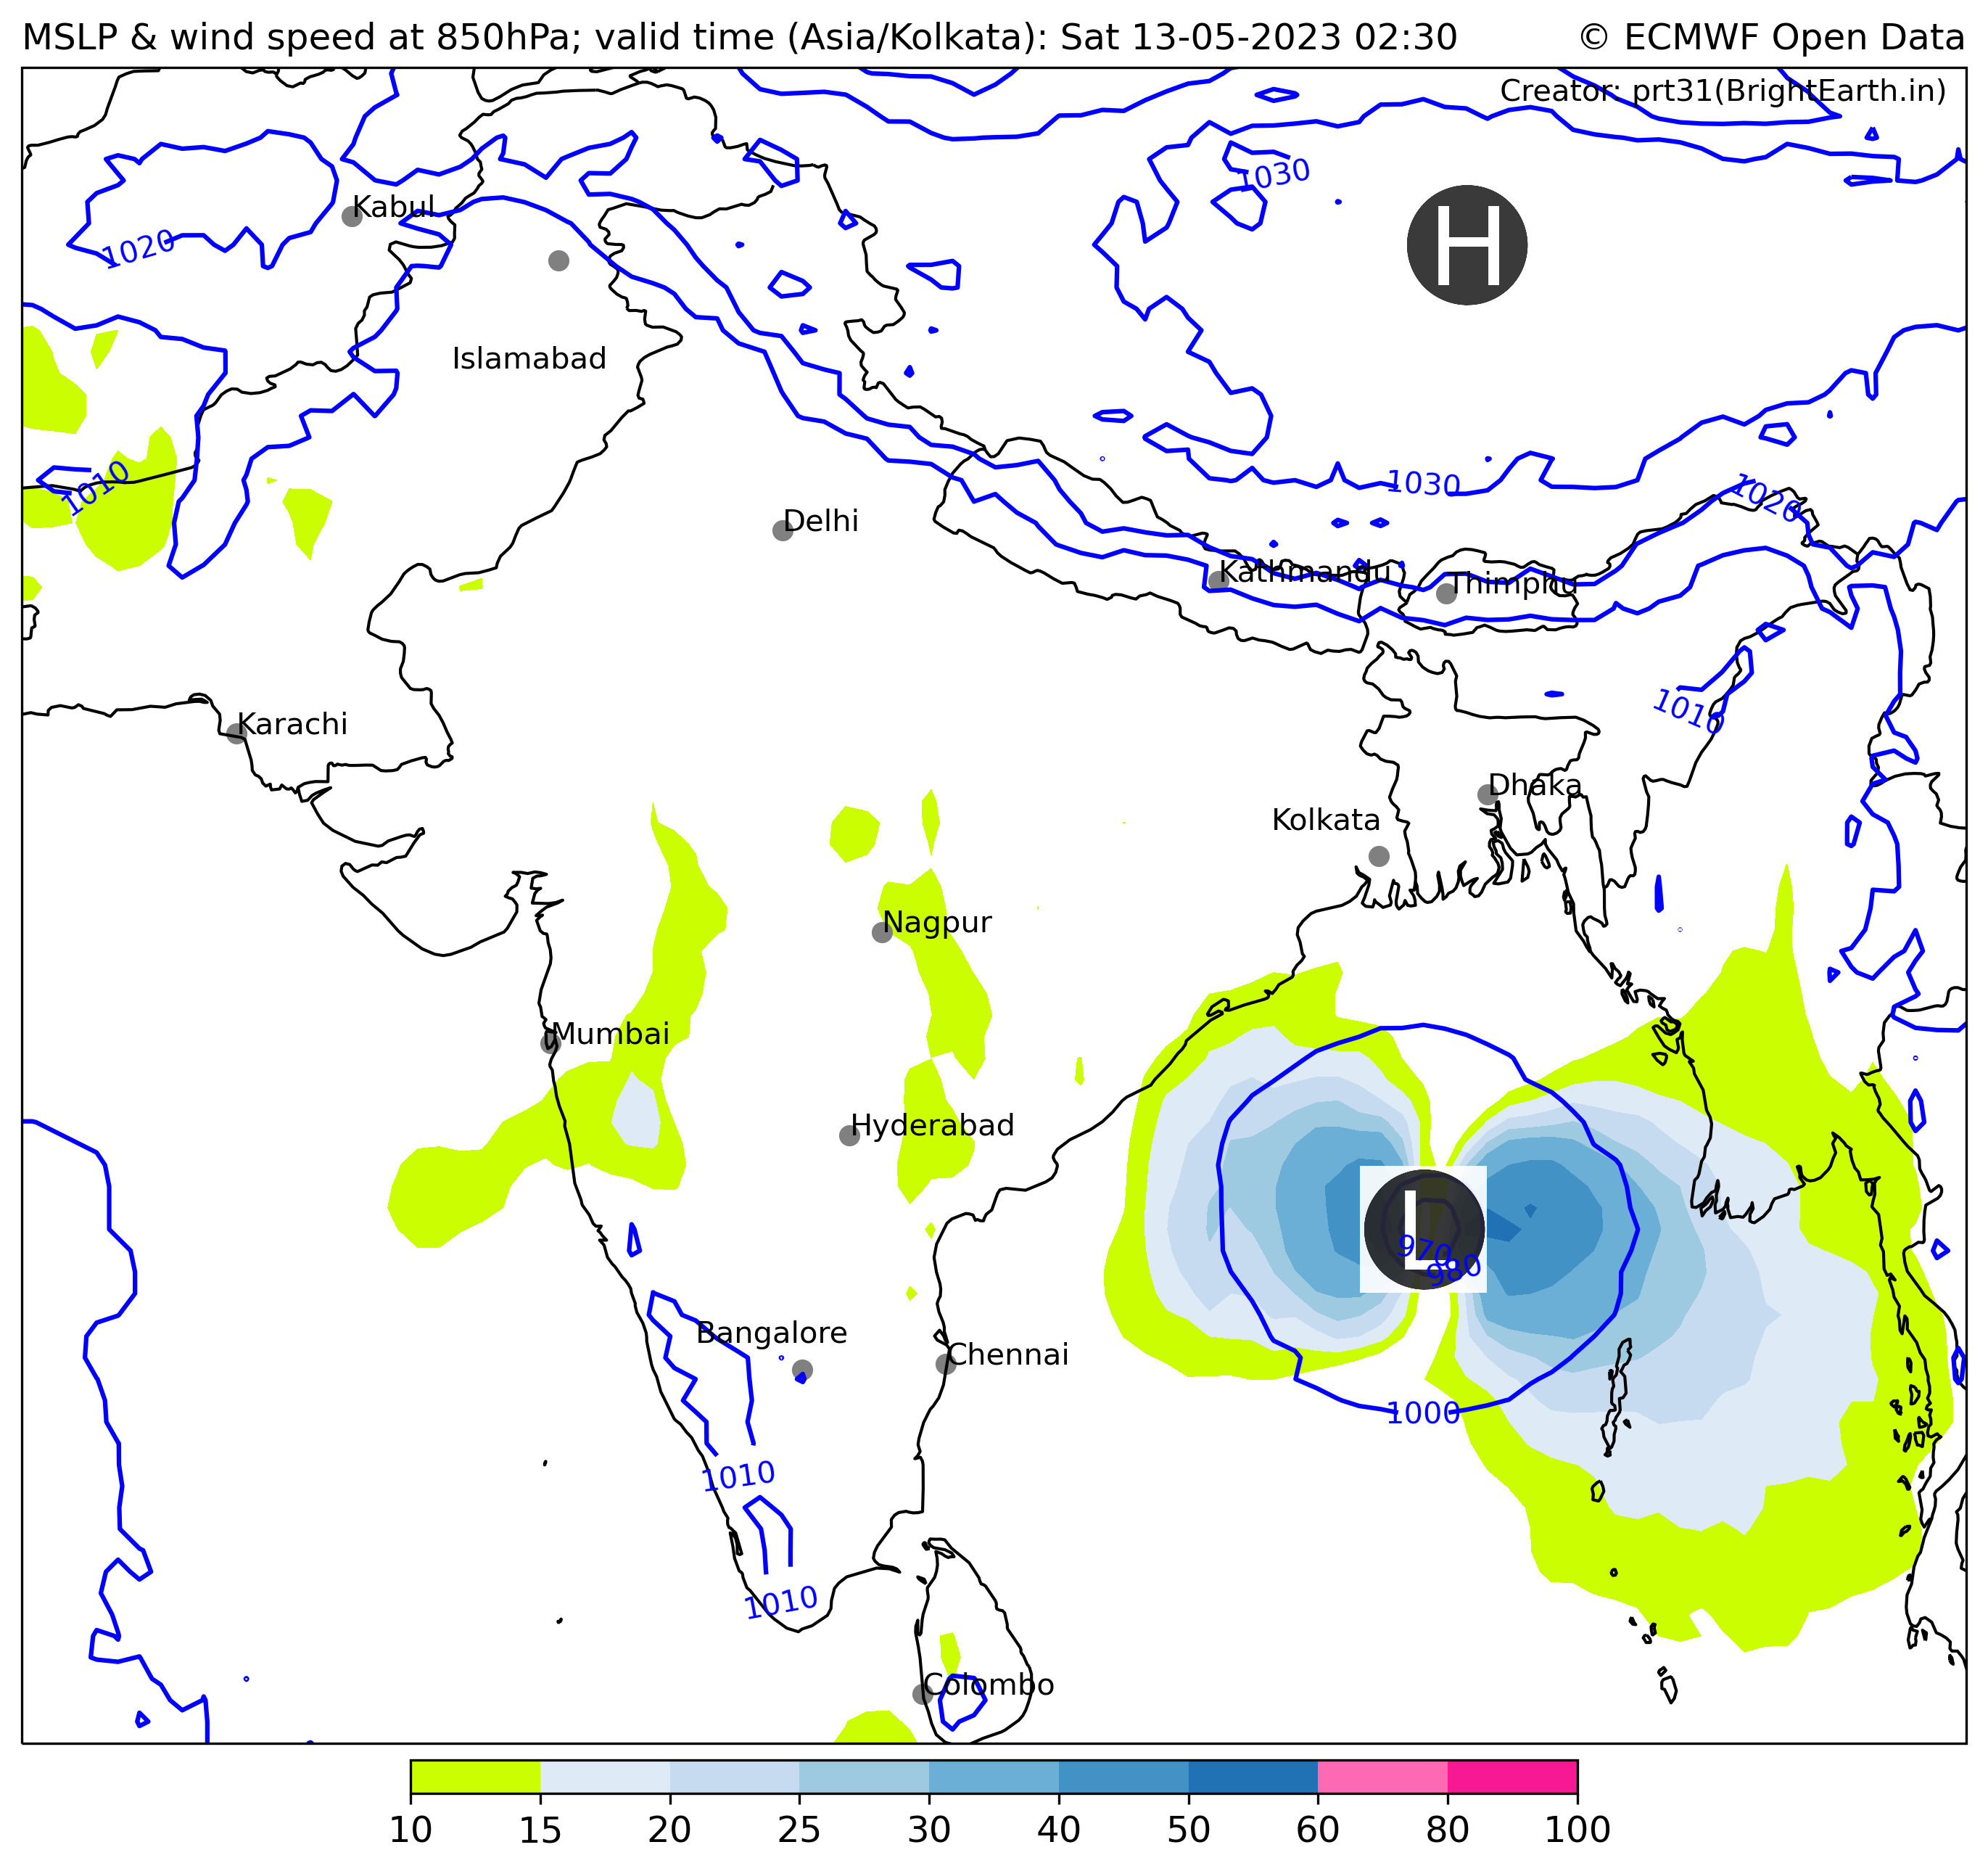 MSLP & wind speed at 850hPa; valid time (Asia/Kolkata): Sat 13-05-2023 02:30
© ECMWF Open Data
Creator: prt31(BrightEarth.in)
1030
H
Kabul
1020
Islamabad
1010
1030
1020
Delhi
Kathmandu
Thimphu
1010
Karachi
Dhaka
Kolkata
Nagpur
Mumbai
Hyderabad
L
970
980
Bangalore
Chennai
1000
1010
1010
Colombo
10 15 20 25 30 40 50 60 80 100